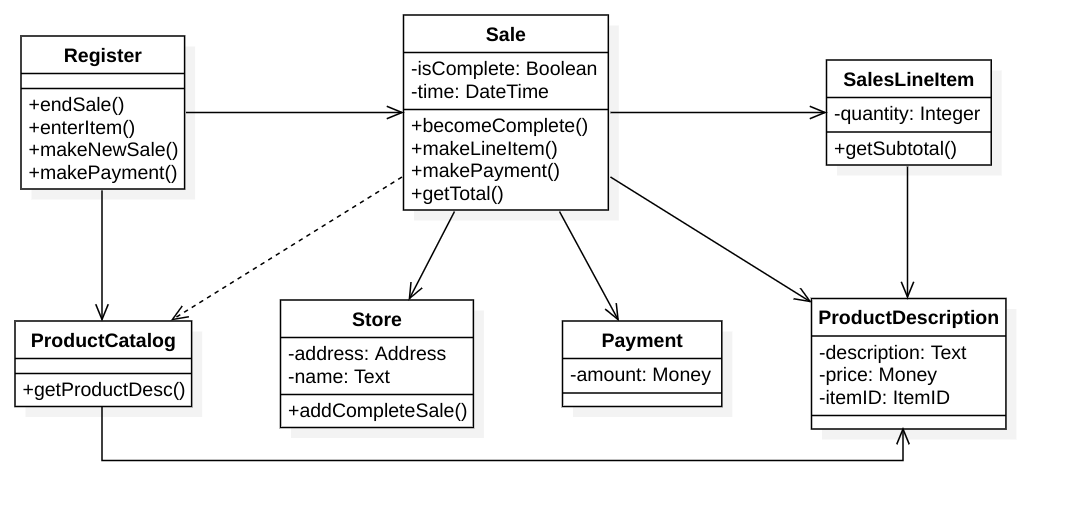 Register
+endSale()
+enterItem()
+makeNewSale()
+makePayment()
Sale
-isComplete: Boolean
-time: DateTime
+becomeComplete()
+makeLineItem()
+makePayment()
+getTotal()
SalesLineItem
-quantity: Integer
+getSubtotal()
ProductCatalog
+getProductDesc()
Store
-address: Address
-name: Text
+addCompleteSale()
Payment
-amount: Money
ProductDescription
-description: Text
-price: Money
-itemID: ItemID